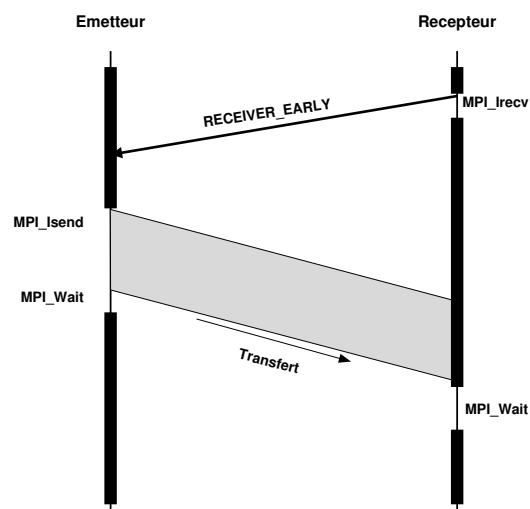 Emetteur
Recepteur
MPI_Irecv
RECEIVER_EARLY
MPI_Isend
MPI_Wait
Transfert
MPI_Wait